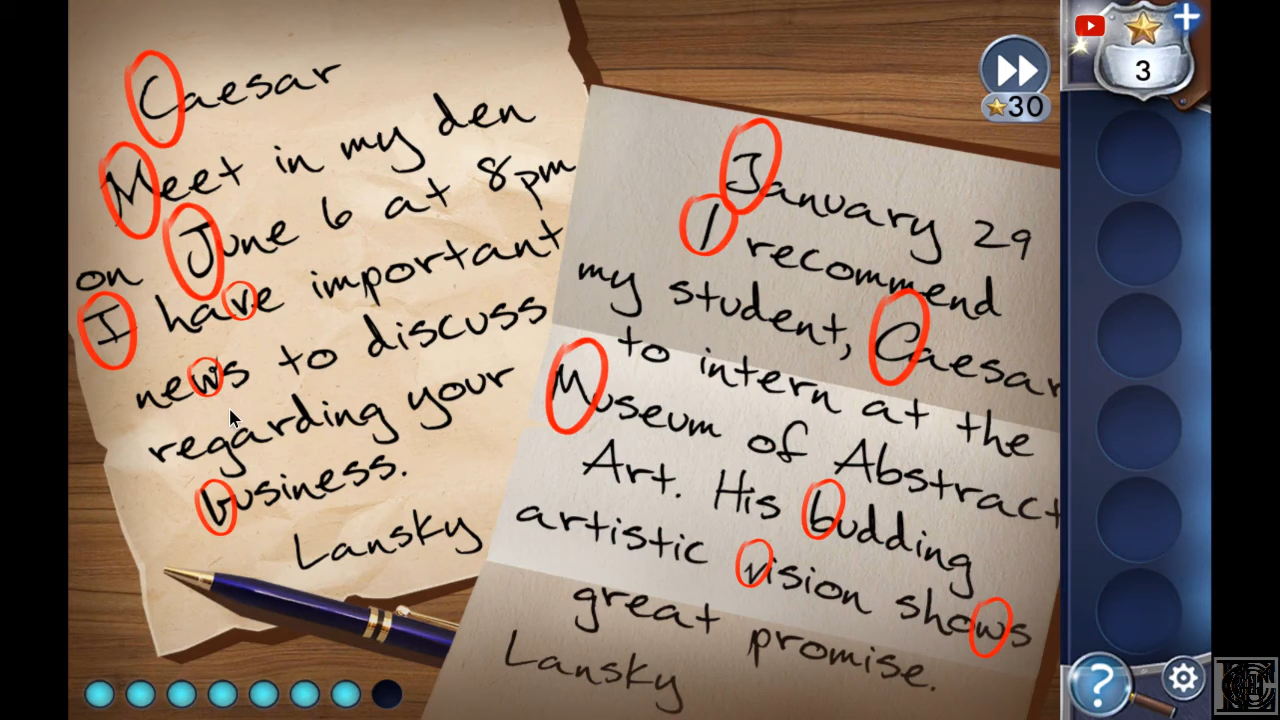 Caesar
Meet in my den
on June 6 at 8pm
I have important
news to discuss
regarding your
business.
Lansky
January 29
I recommend
my student, Caesar
to intern at the
Museum of Abstract
Art. His budding
artistic vision shows
great promise.
Lansky
30
3
?